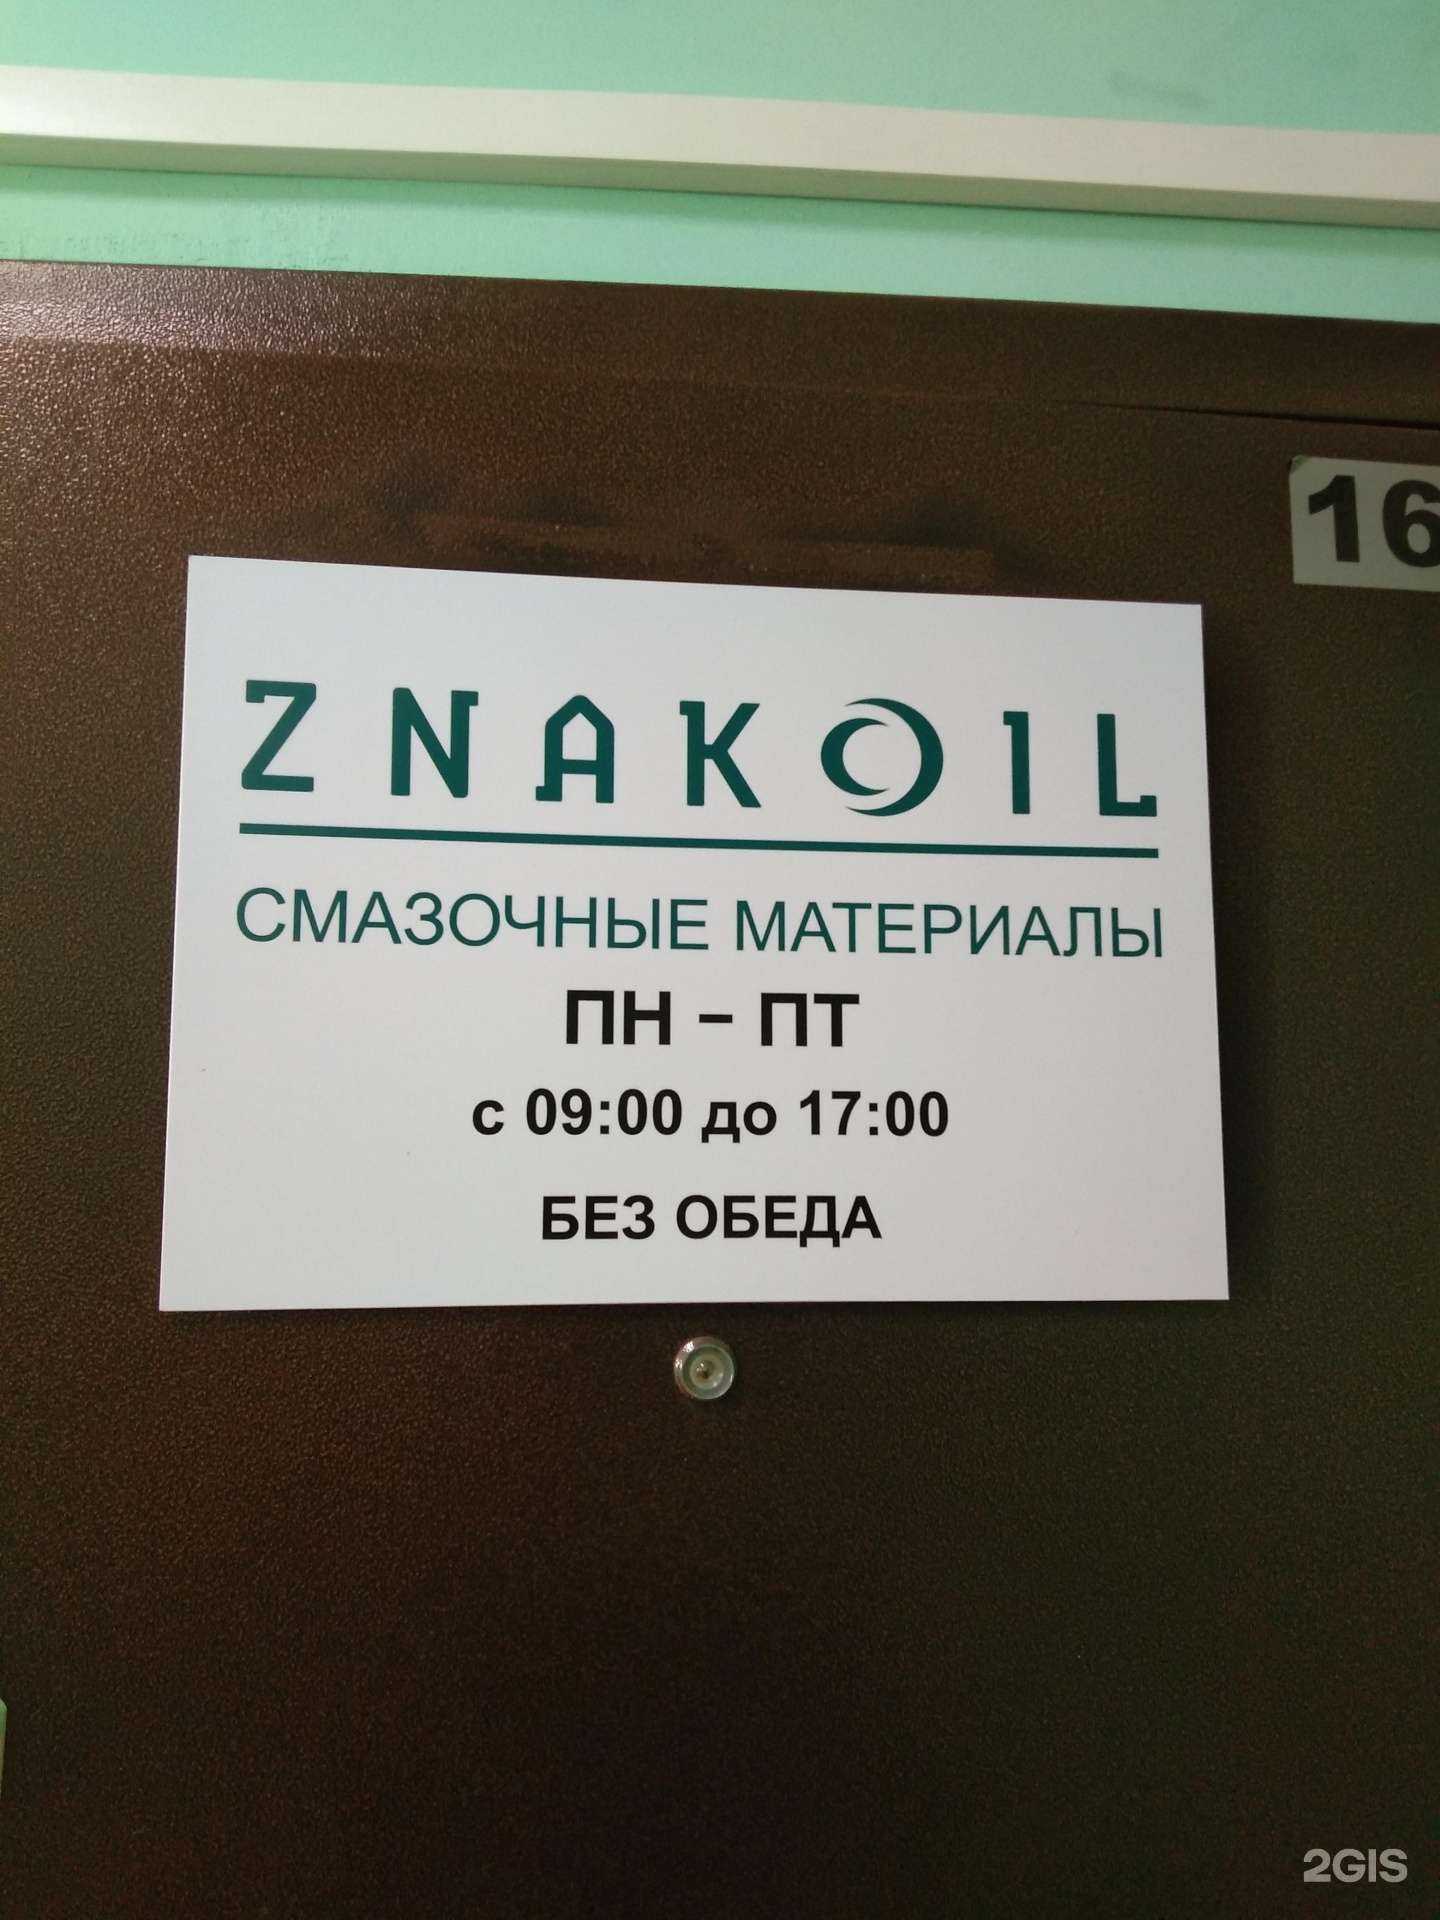 16
ZNAKOIL
СМАЗОЧНЫЕ МАТЕРИАЛЫ
ПН - ПТ
с 09:00 до 17:00
БЕЗ ОБЕДА
2GIS